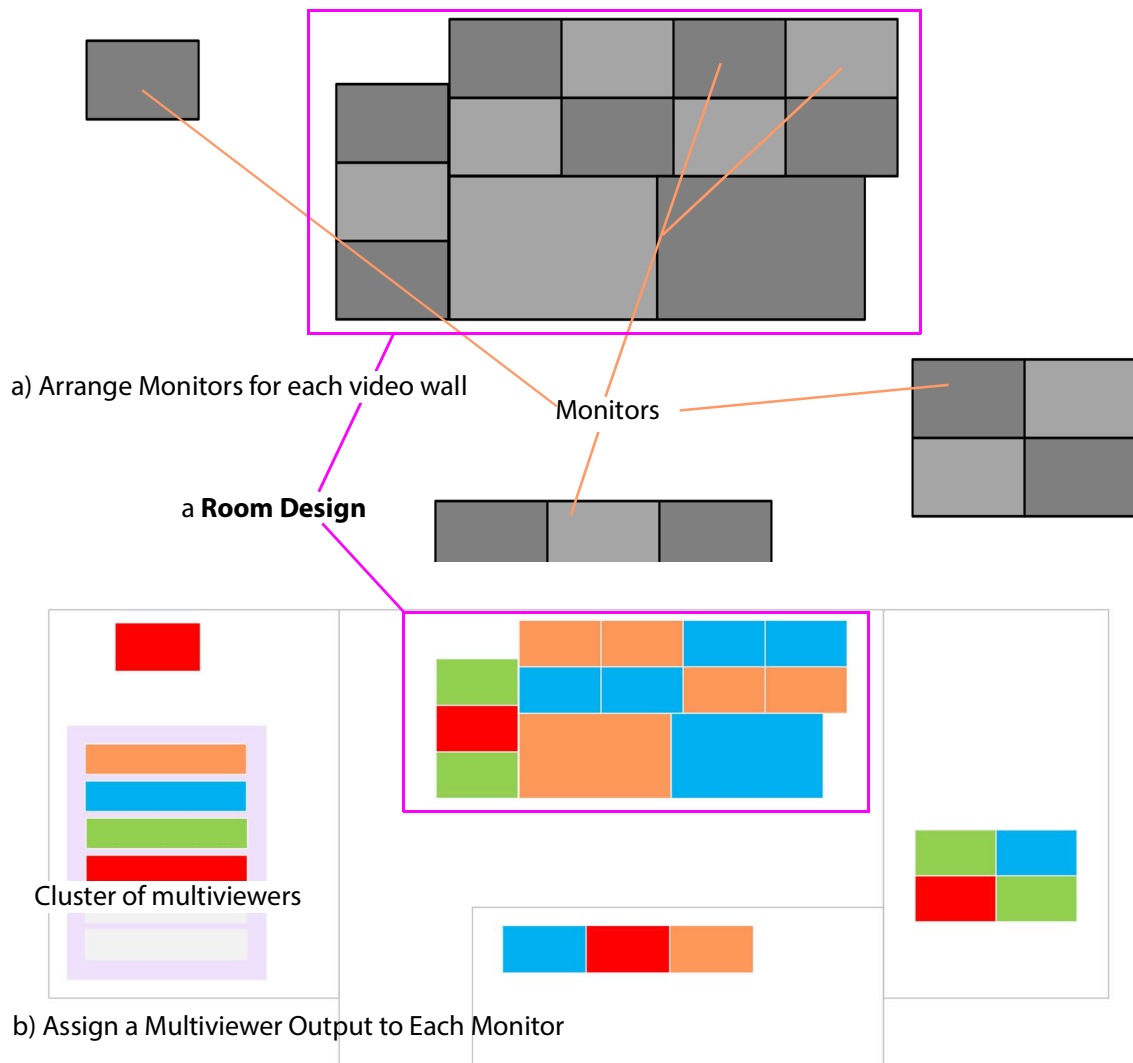 a) Arrange Monitors for each video wall
Monitors
a Room Design
Cluster of multiviewers
b) Assign a Multiviewer Output to Each Monitor